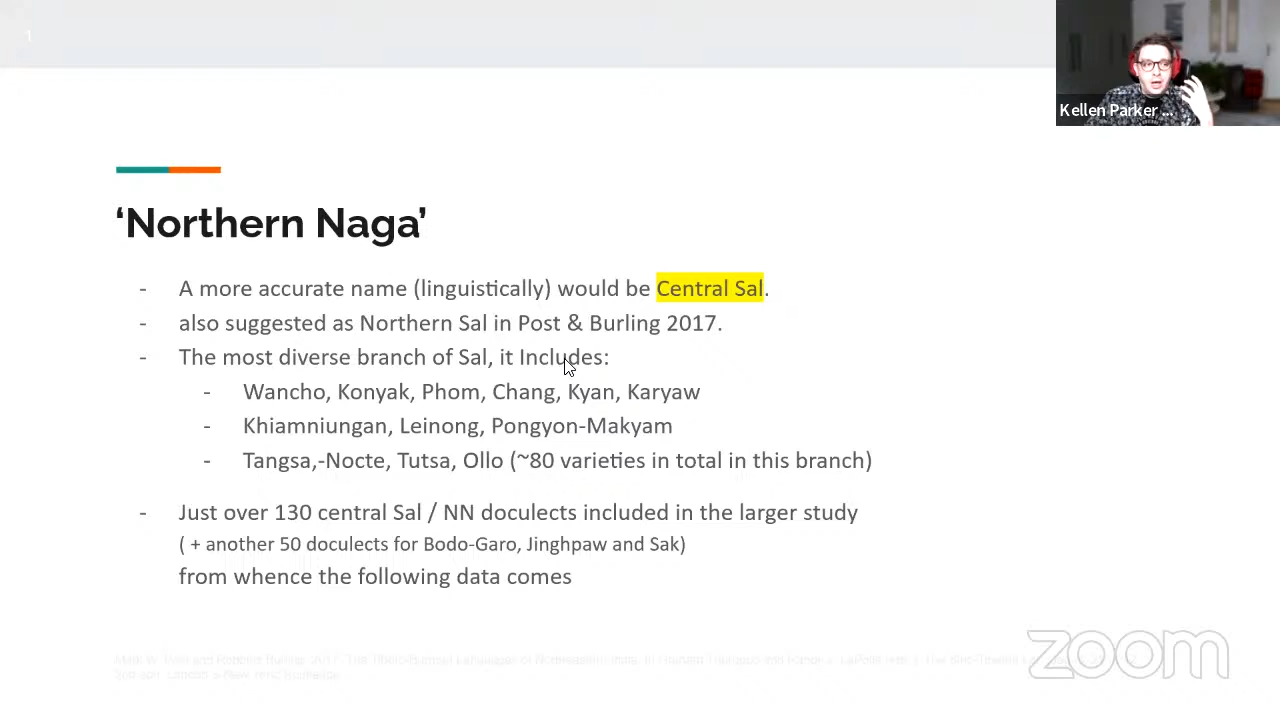 1
Kellen Parker ...
‘Northern Naga’
- A more accurate name (linguistically) would be Central Sal.
- also suggested as Northern Sal in Post & Burling 2017.
- The most diverse branch of Sal, it Includes:
- Wancho, Konyak, Phom, Chang, Kyan, Karyaw
- Khiamniungan, Leinong, Pongyon-Makyam
- Tangsa,-Nocte, Tutsa, Ollo (~80 varieties in total in this branch)
- Just over 130 central Sal / NN doculects included in the larger study
( + another 50 doculects for Bodo-Garo, Jinghpaw and Sak)
from whence the following data comes
zoom